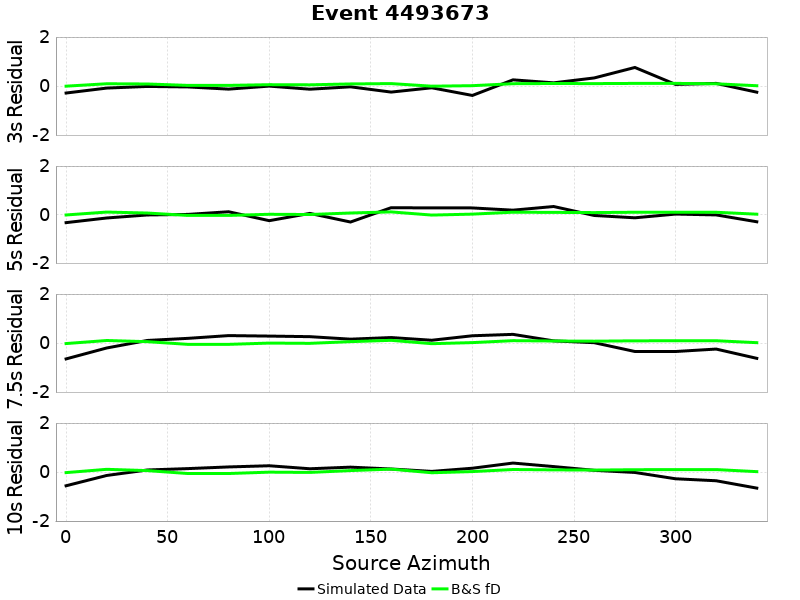 Event 4493673
3s Residual
2
0
-2
5s Residual
2
0
-2
7.5s Residual
2
0
-2
10s Residual
2
0
-2
0 50 100 150 200 250 300
Source Azimuth
Simulated Data B&S fD